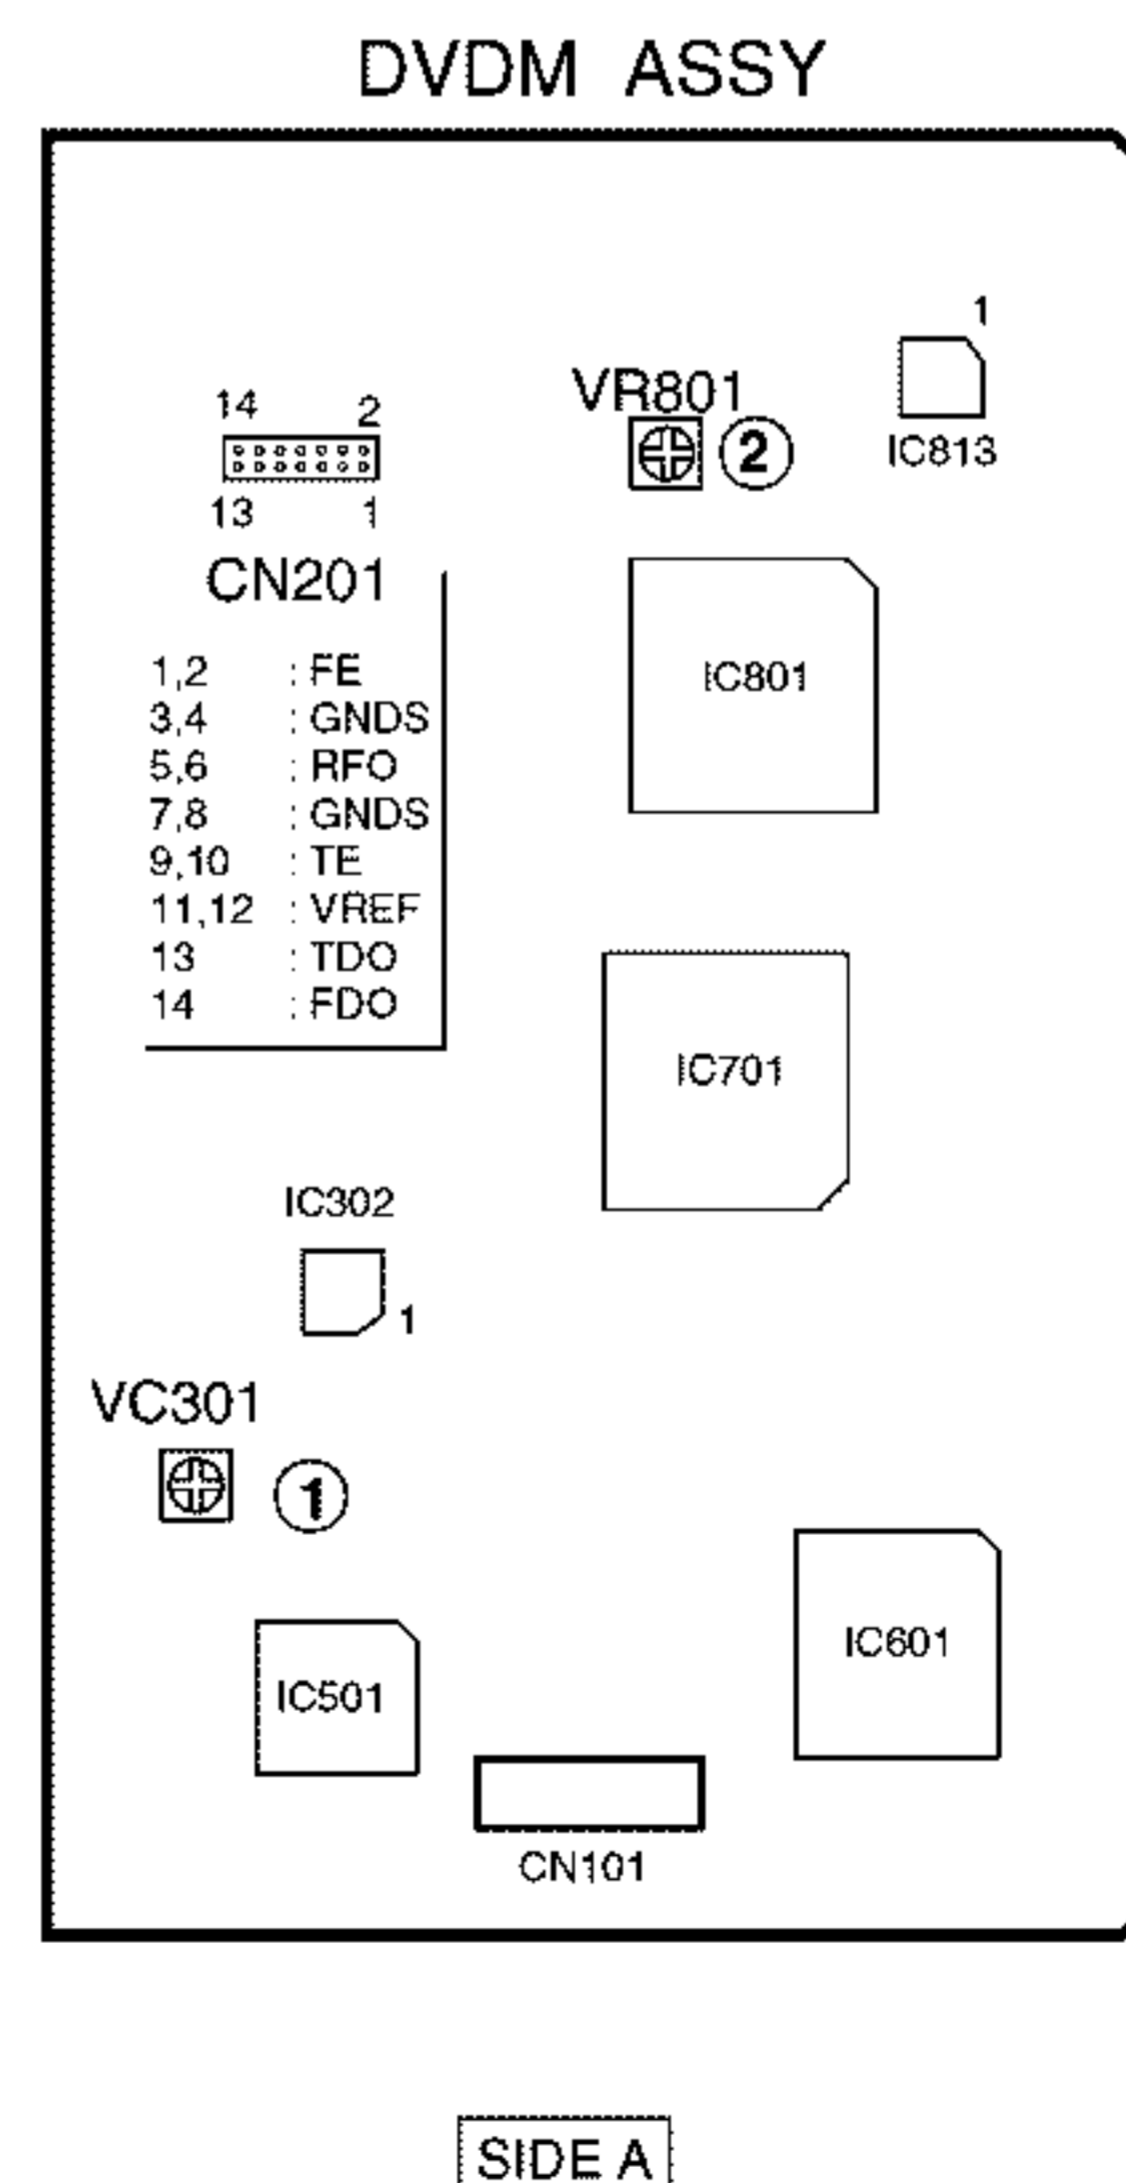 DVDM ASSY
1
VR801
14 2
2
IC813
13 1
CN201
1,2 : FE
3,4 : GNDS
5,6 : RFO
7,8 : GNDS
9,10 : TE
11,12 : VREF
13 : TDO
14 : FDO
IC801
IC701
IC302
1
VC301
1
IC601
IC501
CN101
SIDE A